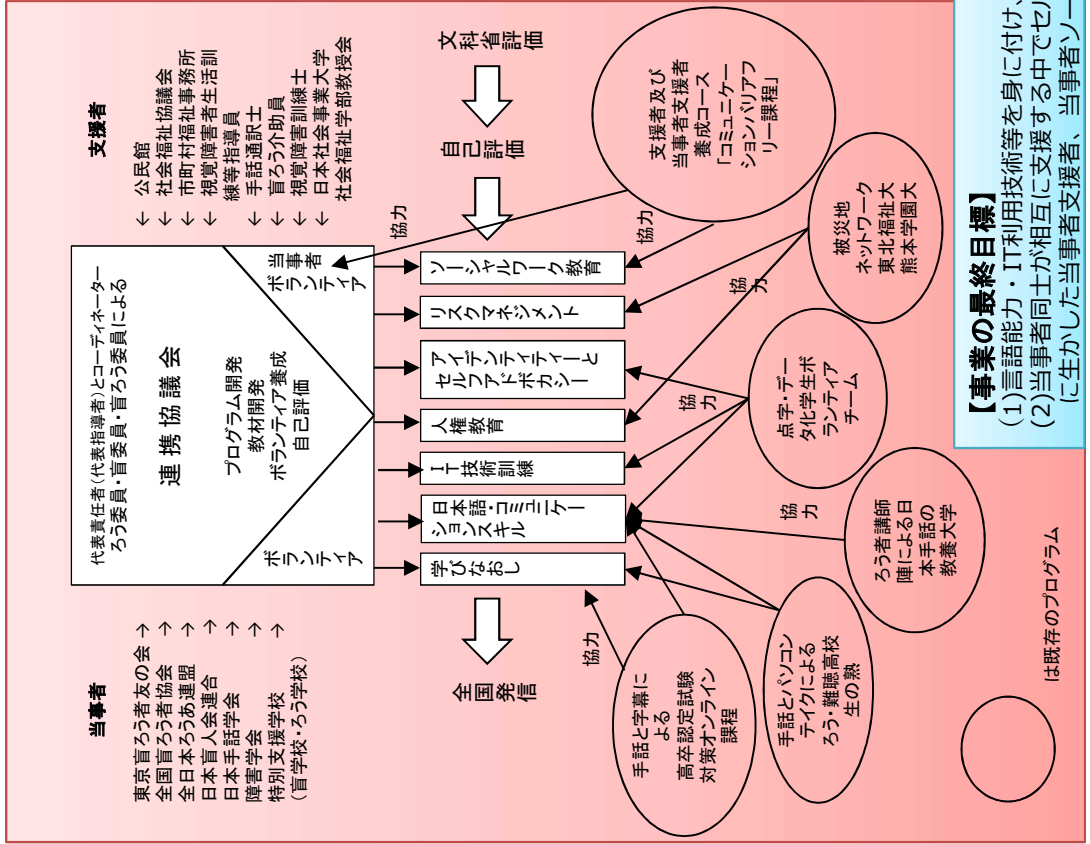 当事者
東京盲ろう者友の会 →
全国盲ろう者協会 →
全日本ろうあ連盟 →
日本盲人会連合 →
日本手話学会 →
障害学会 →
特別支援学校 →
(盲学校・ろう学校)
代表責任者(代表指導者)とコーディネーター
ろう委員・盲委員・盲ろう委員による
連携協議会
プログラム開発
教材開発
ボランティア養成
自己評価
ボランティア
当事者
ボランティア
支援者
← 公民館
← 社会福祉協議会
← 市町村福祉事務所
← 視覚障害者生活訓
練等指導員
← 手話通訳士
← 盲ろう介助員
← 視覚障害訓練士
← 日本社会事業大学
社会福祉学部教授会
全国
発信
学びなおし
日本語・コミュニケー
ションスキル
IT技術訓練
人権教育
アイデンティティーと
セルフアドボカシー
リスクマネジメント
ソーシャルワーク教育
自己評価
文科省評価
協力
協力
協力
協力
協力
協力
手話と字幕に
よる
高卒認定試験
対策オンライン
課程
手話とパソコン
テイクによる
ろう・難聴高校
生の熟
ろう者講師
陣による日
本手話の
教養大学
点字・デー
タ化学生ボ
ランティア
チーム
被災地
ネットワーク
東北福祉大
熊本学園大
支援者及び
当事者支援者
養成コース
「コミュニケー
ションバリアフ
リー課程」
は既存のプログラム
【事業の最終目標】
(1)言語能力・IT利用技術等を身に付け、
(2)当事者同士が相互に支援する中でセル
に生かした当事者支援者、当事者ソー